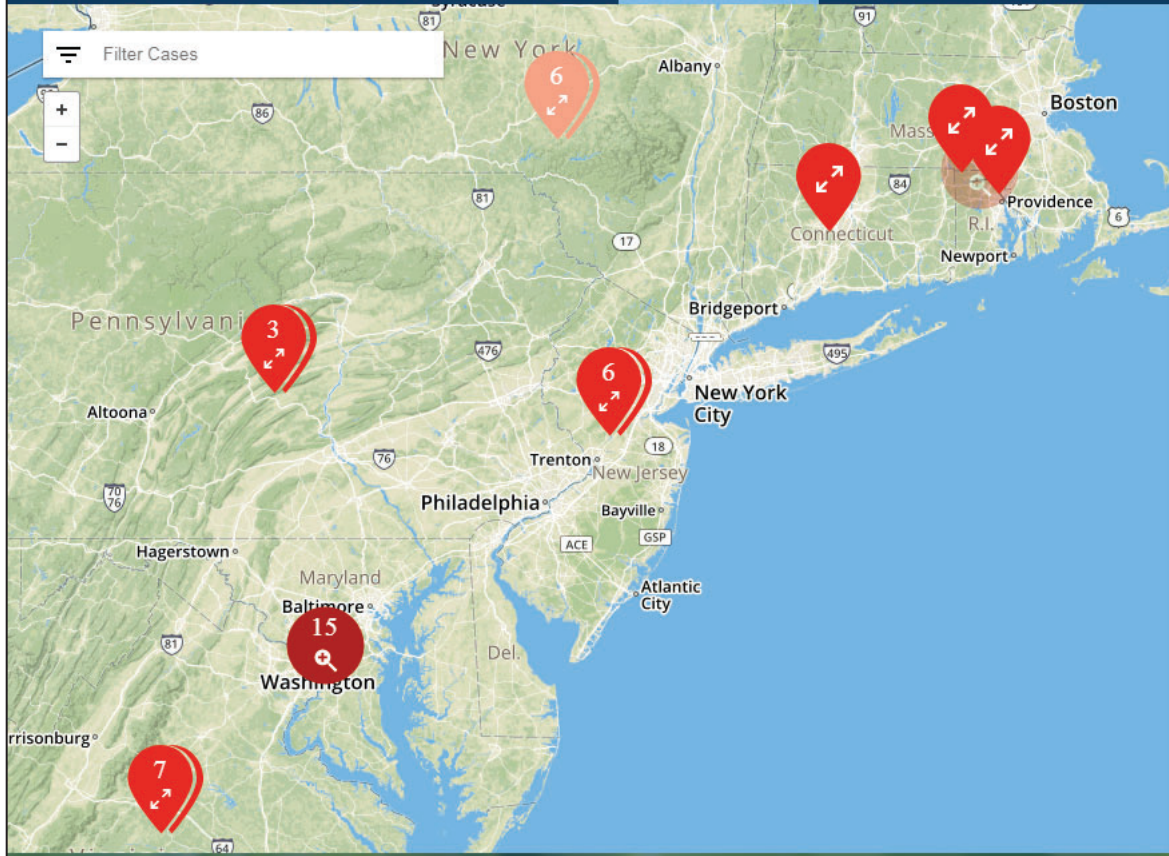 Syracuse
81
91
Filter Cases
New York
6
Albany
+
86
Boston
−
Mass
84
81
Providence
6
R.I.
Connecticut
17
Newport
Bridgeport
Pennsylvani
3
476
495
6
New York
City
Altoona
18
76
Trenton
New Jersey
70
76
Philadelphia
Bayville
ACE
GSP
Hagerstown
Maryland
Atlantic
City
Baltimore
15
81
Del.
Washington
rrisonburg
7
64